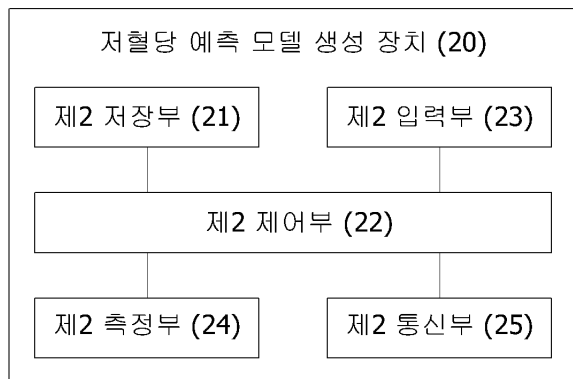 저혈당 예측 모델 생성 장치 (20)
제2 저장부 (21)
제2 입력부 (23)
제2 제어부 (22)
제2 측정부 (24)
제2 통신부 (25)